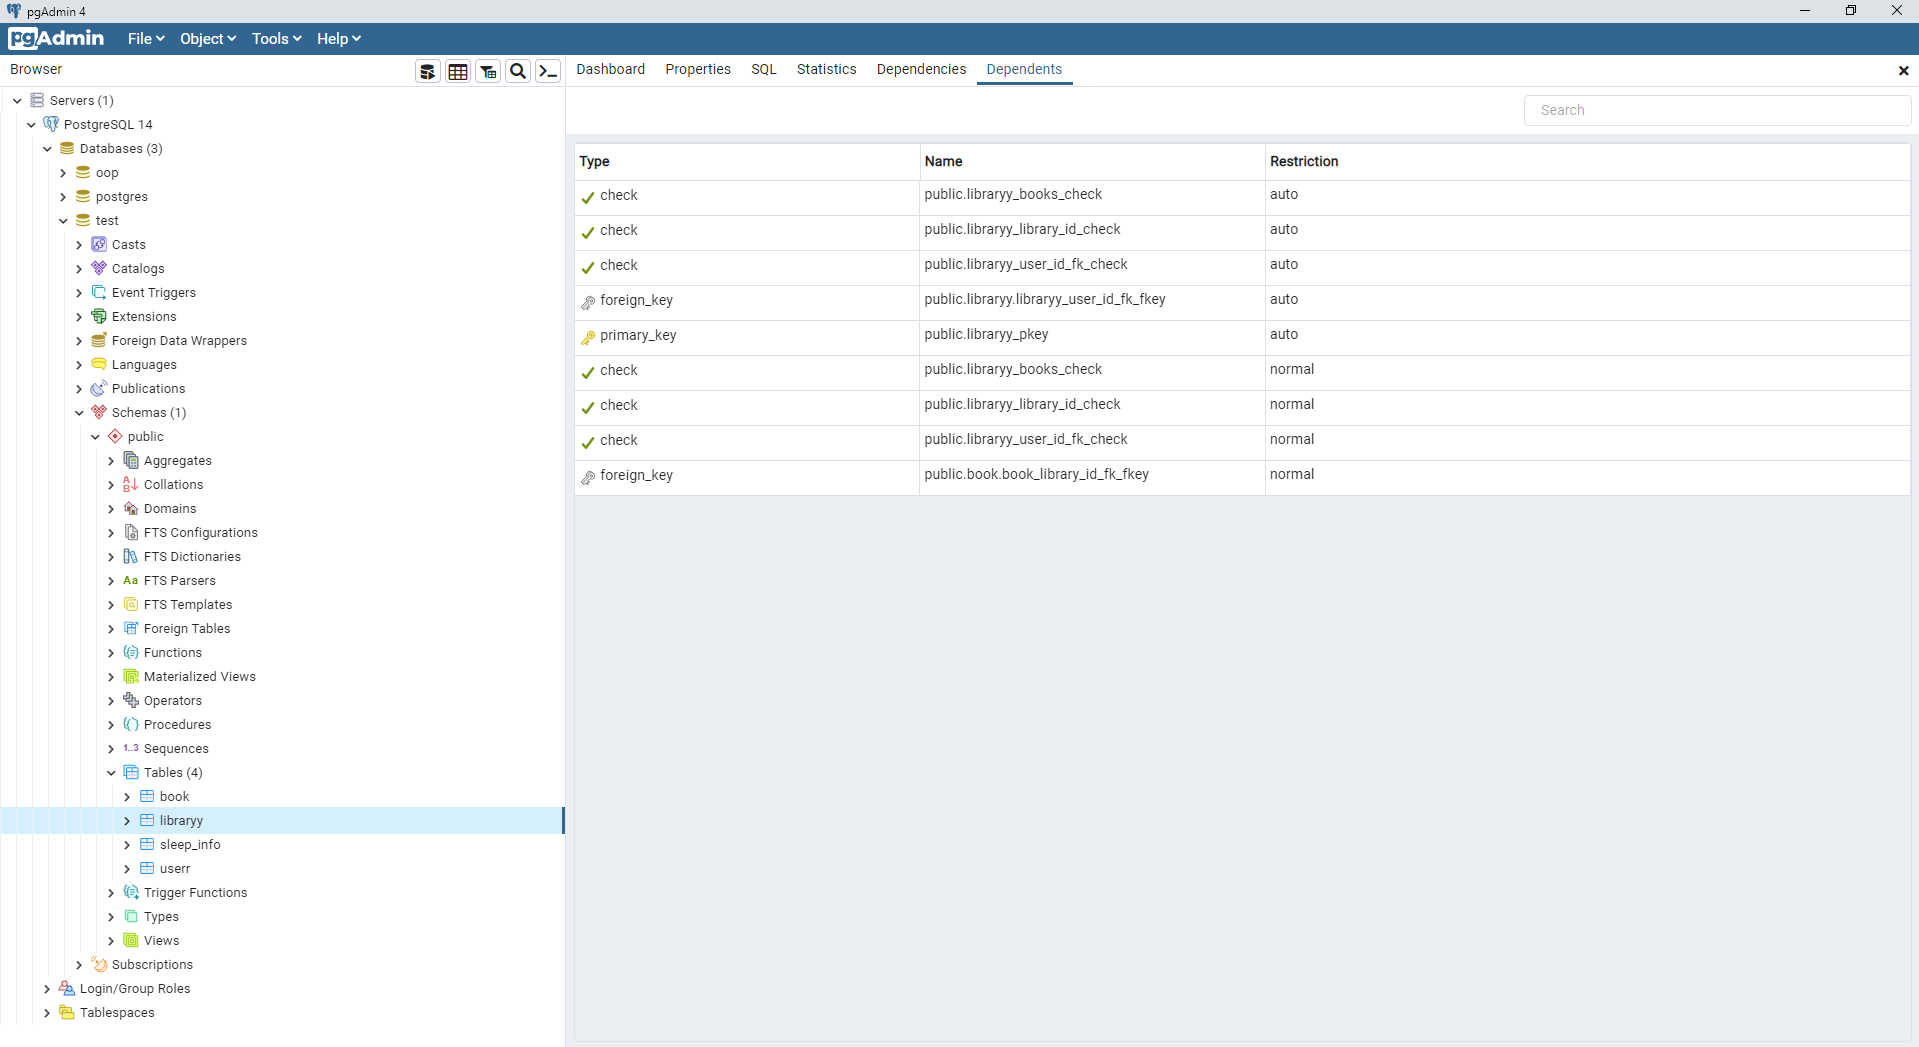 pgAdmin 4
pgAdmin File Object Tools Help
Browser
Dashboard Properties SQL Statistics Dependencies Dependents
Search
Servers (1)
PostgreSQL 14
Databases (3)
oop
postgres
test
Casts
Catalogs
Event Triggers
Extensions
Foreign Data Wrappers
Languages
Publications
Schemas (1)
public
Aggregates
Collations
Domains
FTS Configurations
FTS Dictionaries
Aa FTS Parsers
FTS Templates
Foreign Tables
Functions
Materialized Views
Operators
Procedures
1..3 Sequences
Tables (4)
book
libraryy
sleep_info
userr
Trigger Functions
Types
Views
Subscriptions
Login/Group Roles
Tablespaces
Type Name Restriction
check public.libraryy_books_check auto
check public.libraryy_library_id_check auto
check public.libraryy_user_id_fk_check auto
foreign_key public.libraryy.libraryy_user_id_fk_fkey auto
primary_key public.libraryy_pkey auto
check public.libraryy_books_check normal
check public.libraryy_library_id_check normal
check public.libraryy_user_id_fk_check normal
foreign_key public.book.book_library_id_fk_fkey normal